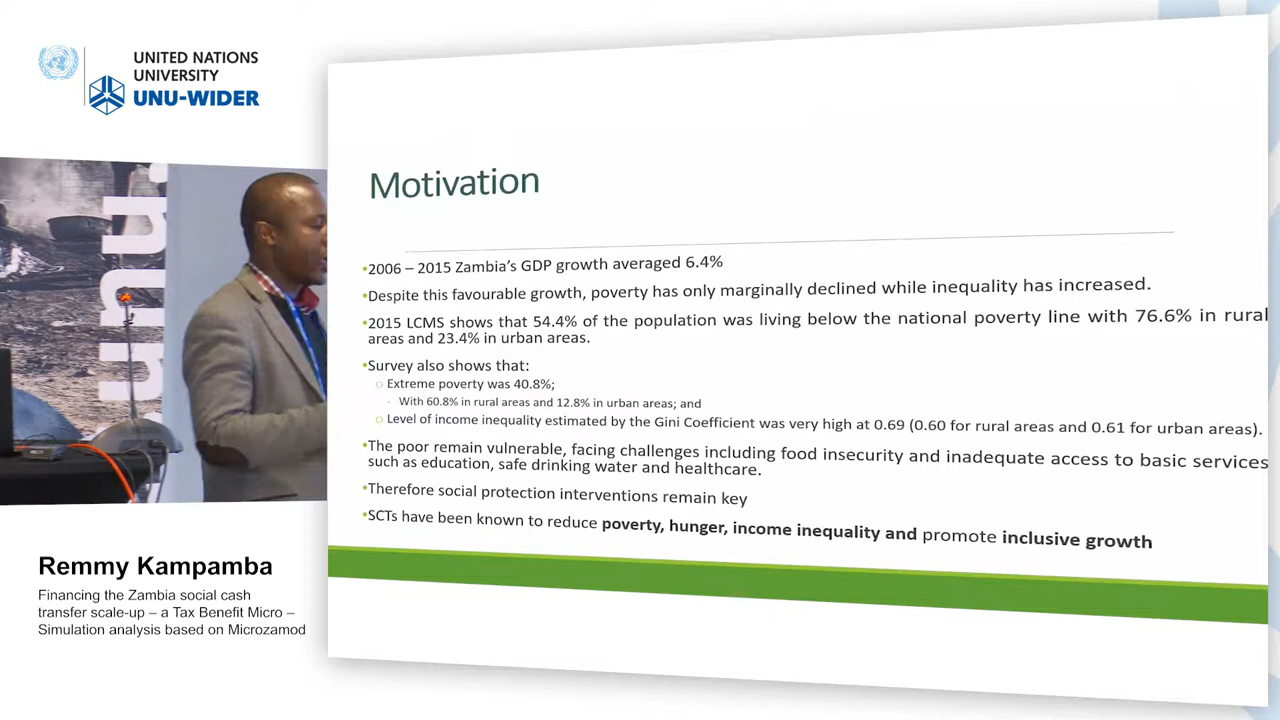 UNITED NATIONS
UNIVERSITY
UNU-WIDER
unu.
Motivation
•2006 – 2015 Zambia's GDP growth averaged 6.4%
•Despite this favourable growth, poverty has only marginally declined while inequality has increased.
•2015 LCMS shows that 54.4% of the population was living below the national poverty line with 76.6% in rural
areas and 23.4% in urban areas.
•Survey also shows that:
○ Extreme poverty was 40.8%;
- With 60.8% in rural areas and 12.8% in urban areas; and
○ Level of income inequality estimated by the Gini Coefficient was very high at 0.69 (0.60 for rural areas and 0.61 for urban areas).
•The poor remain vulnerable, facing challenges including food insecurity and inadequate access to basic services
such as education, safe drinking water and healthcare.
•Therefore social protection interventions remain key
•SCTs have been known to reduce poverty, hunger, income inequality and promote inclusive growth
Remmy Kampamba
Financing the Zambia social cash
transfer scale-up – a Tax Benefit Micro –
Simulation analysis based on Microzamod